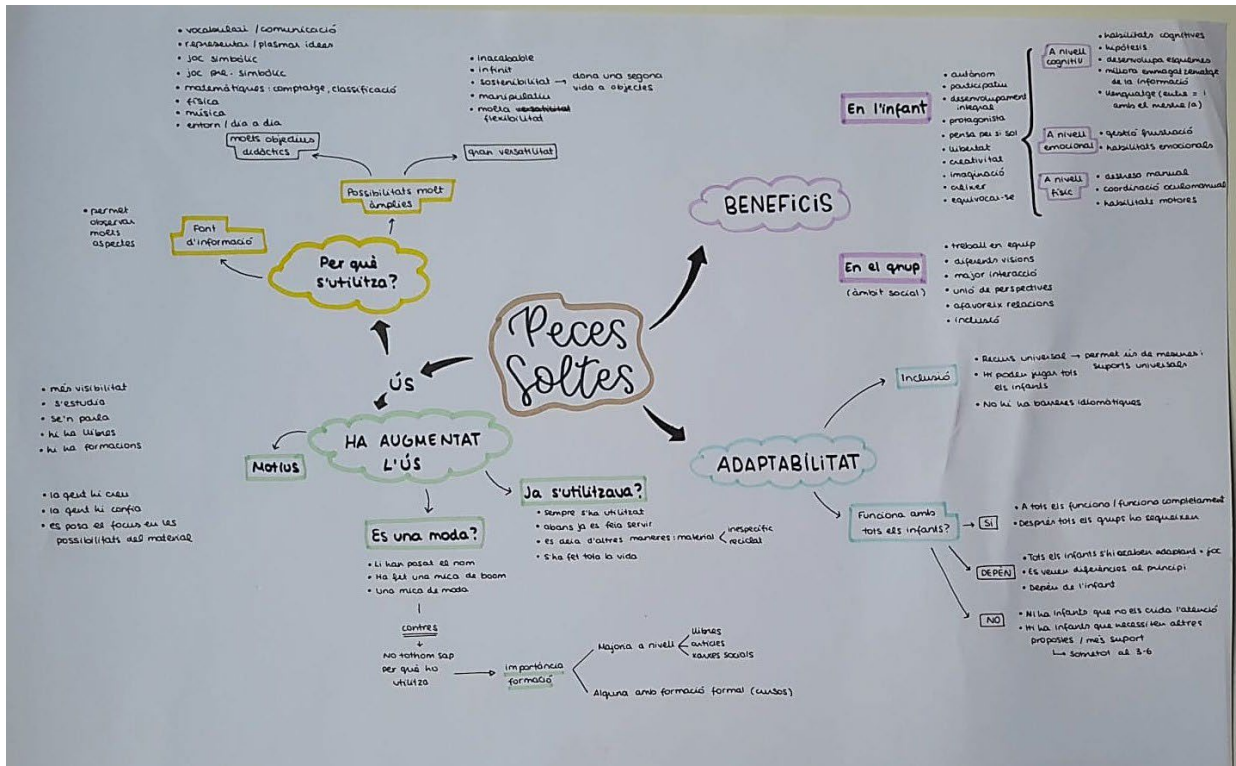 Peces
Soltes
ÚS
Per què
s'utilitza?
Font
d'informació
• permet
observar
molts
aspectes
Possibilitats molt
àmplies
molts objectius
didàctics
• vocabulari / comunicació
• representar / plasmar idees
• joc simbòlic
• joc pre-simbòlic
• matemàtiques: comptatge, classificació
• física
• música
• entorn / dia a dia
gran versatilitat
• inacabable
• infinit
• sostenibilitat → dona una segona
vida a objectes
• manipulatiu
• molta versatilitat
flexibilitat
HA AUGMENTAT
L'ÚS
Motius
• més visibilitat
• s'estudia
• se'n parla
• hi ha llibres
• hi ha formacions
• la gent hi creu
• la gent hi confia
• es posa el focus en les
possibilitats del material
Es una moda?
• Li han posat el nom
• Ha fet una mica de boom
• Una mica de moda
contres
No tothom sap
per què ho
utilitza
importància
formació
Majoria a nivell
llibres
articles
xarxes socials
Alguna amb formació formal (cursos)
Ja s'utilitzava?
• Sempre s'ha utilitzat
• abans ja es feia servir
• es deia d'altres maneres: material
inespecífic
reciclat
• S'ha fet tota la vida
BENEFICIS
En l'infant
• autònom
• participatiu
• desenvolupament
integral
• protagonista
• pensa per si sol
• llibertat
• creativitat
• imaginació
• créixer
• equivocar-se
A nivell
cognitiu
• habilitats cognitives
• hipòtesis
• desenvolupa esquemes
• millora emmagatzematge
de la informació
• llenguatge (entre = i
amb el mestre/a)
A nivell
emocional
• gestió frustració
• habilitats emocionals
A nivell
físic
• destresa manual
• coordinació oculomanual
• habilitats motores
En el grup
(àmbit social)
• treball en equip
• diferents visions
• major interacció
• unió de perspectives
• afavoreix relacions
• inclusió
ADAPTABILITAT
Inclusió
• Recurs universal → permet ús de mesures i
suports universals
• Hi poden jugar tots
els infants
• No hi ha barreres idiomàtiques
Funciona amb
tots els infants?
SI
• A tots els funciona / funciona completament
• Després tots els grups ho segueixen
DEPÈN
• Tots els infants s'hi acaben adaptant + joc
• Es veuen diferències al principi
• Depèn de l'infant
NO
• Hi ha infants que no els crida l'atenció
• Hi ha infants que necessiten altres
propostes / més suport
↳ sobretot al 3-6